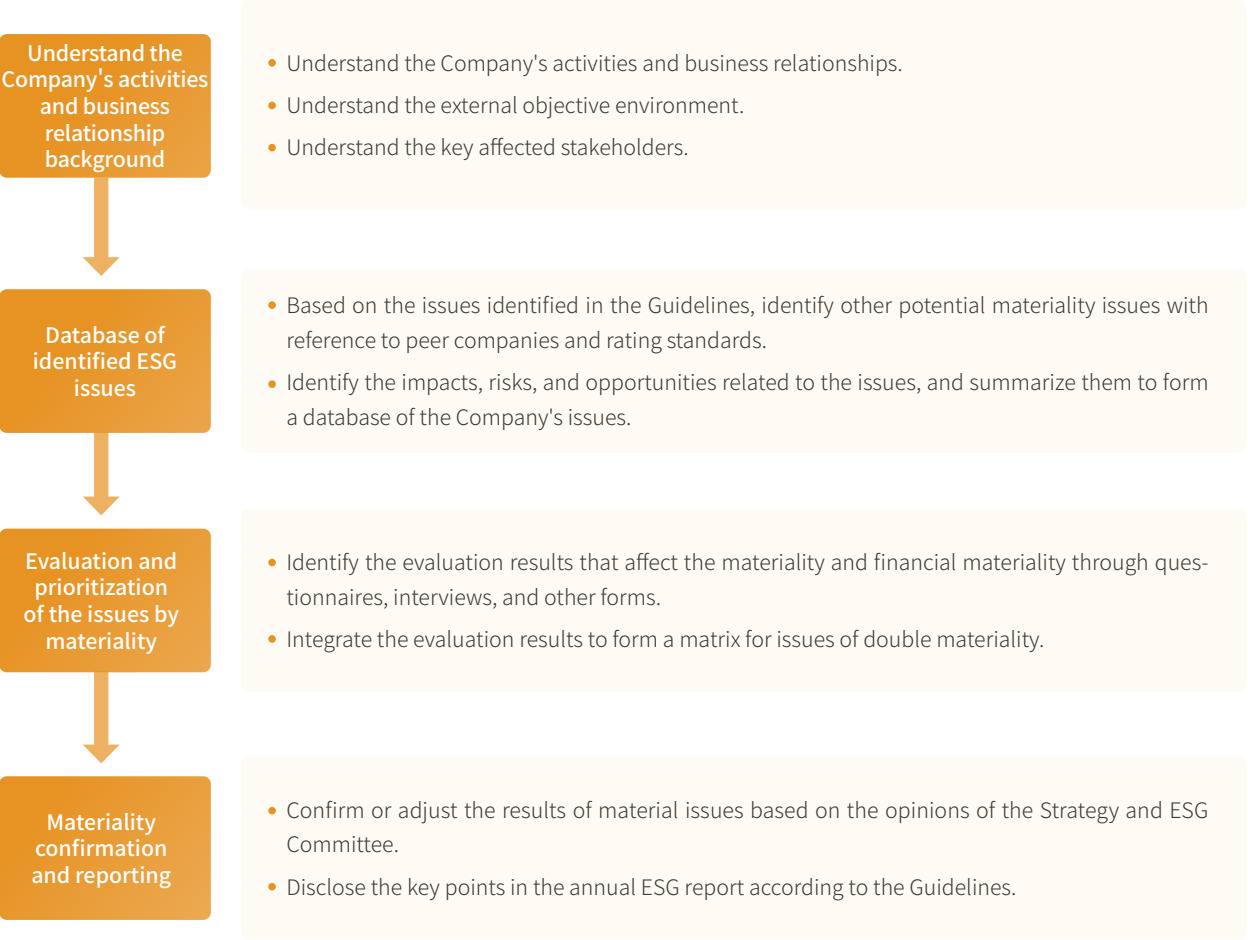 Understand the
Company's activities
and business
relationship
background
• Understand the Company's activities and business relationships.
• Understand the external objective environment.
• Understand the key affected stakeholders.
Database of
identified ESG
issues
• Based on the issues identified in the Guidelines, identify other potential materiality issues with
reference to peer companies and rating standards.
• Identify the impacts, risks, and opportunities related to the issues, and summarize them to form
a database of the Company's issues.
Evaluation and
prioritization
of the issues by
materiality
• Identify the evaluation results that affect the materiality and financial materiality through ques-
tionnaires, interviews, and other forms.
• Integrate the evaluation results to form a matrix for issues of double materiality.
Materiality
confirmation
and reporting
• Confirm or adjust the results of material issues based on the opinions of the Strategy and ESG
Committee.
• Disclose the key points in the annual ESG report according to the Guidelines.